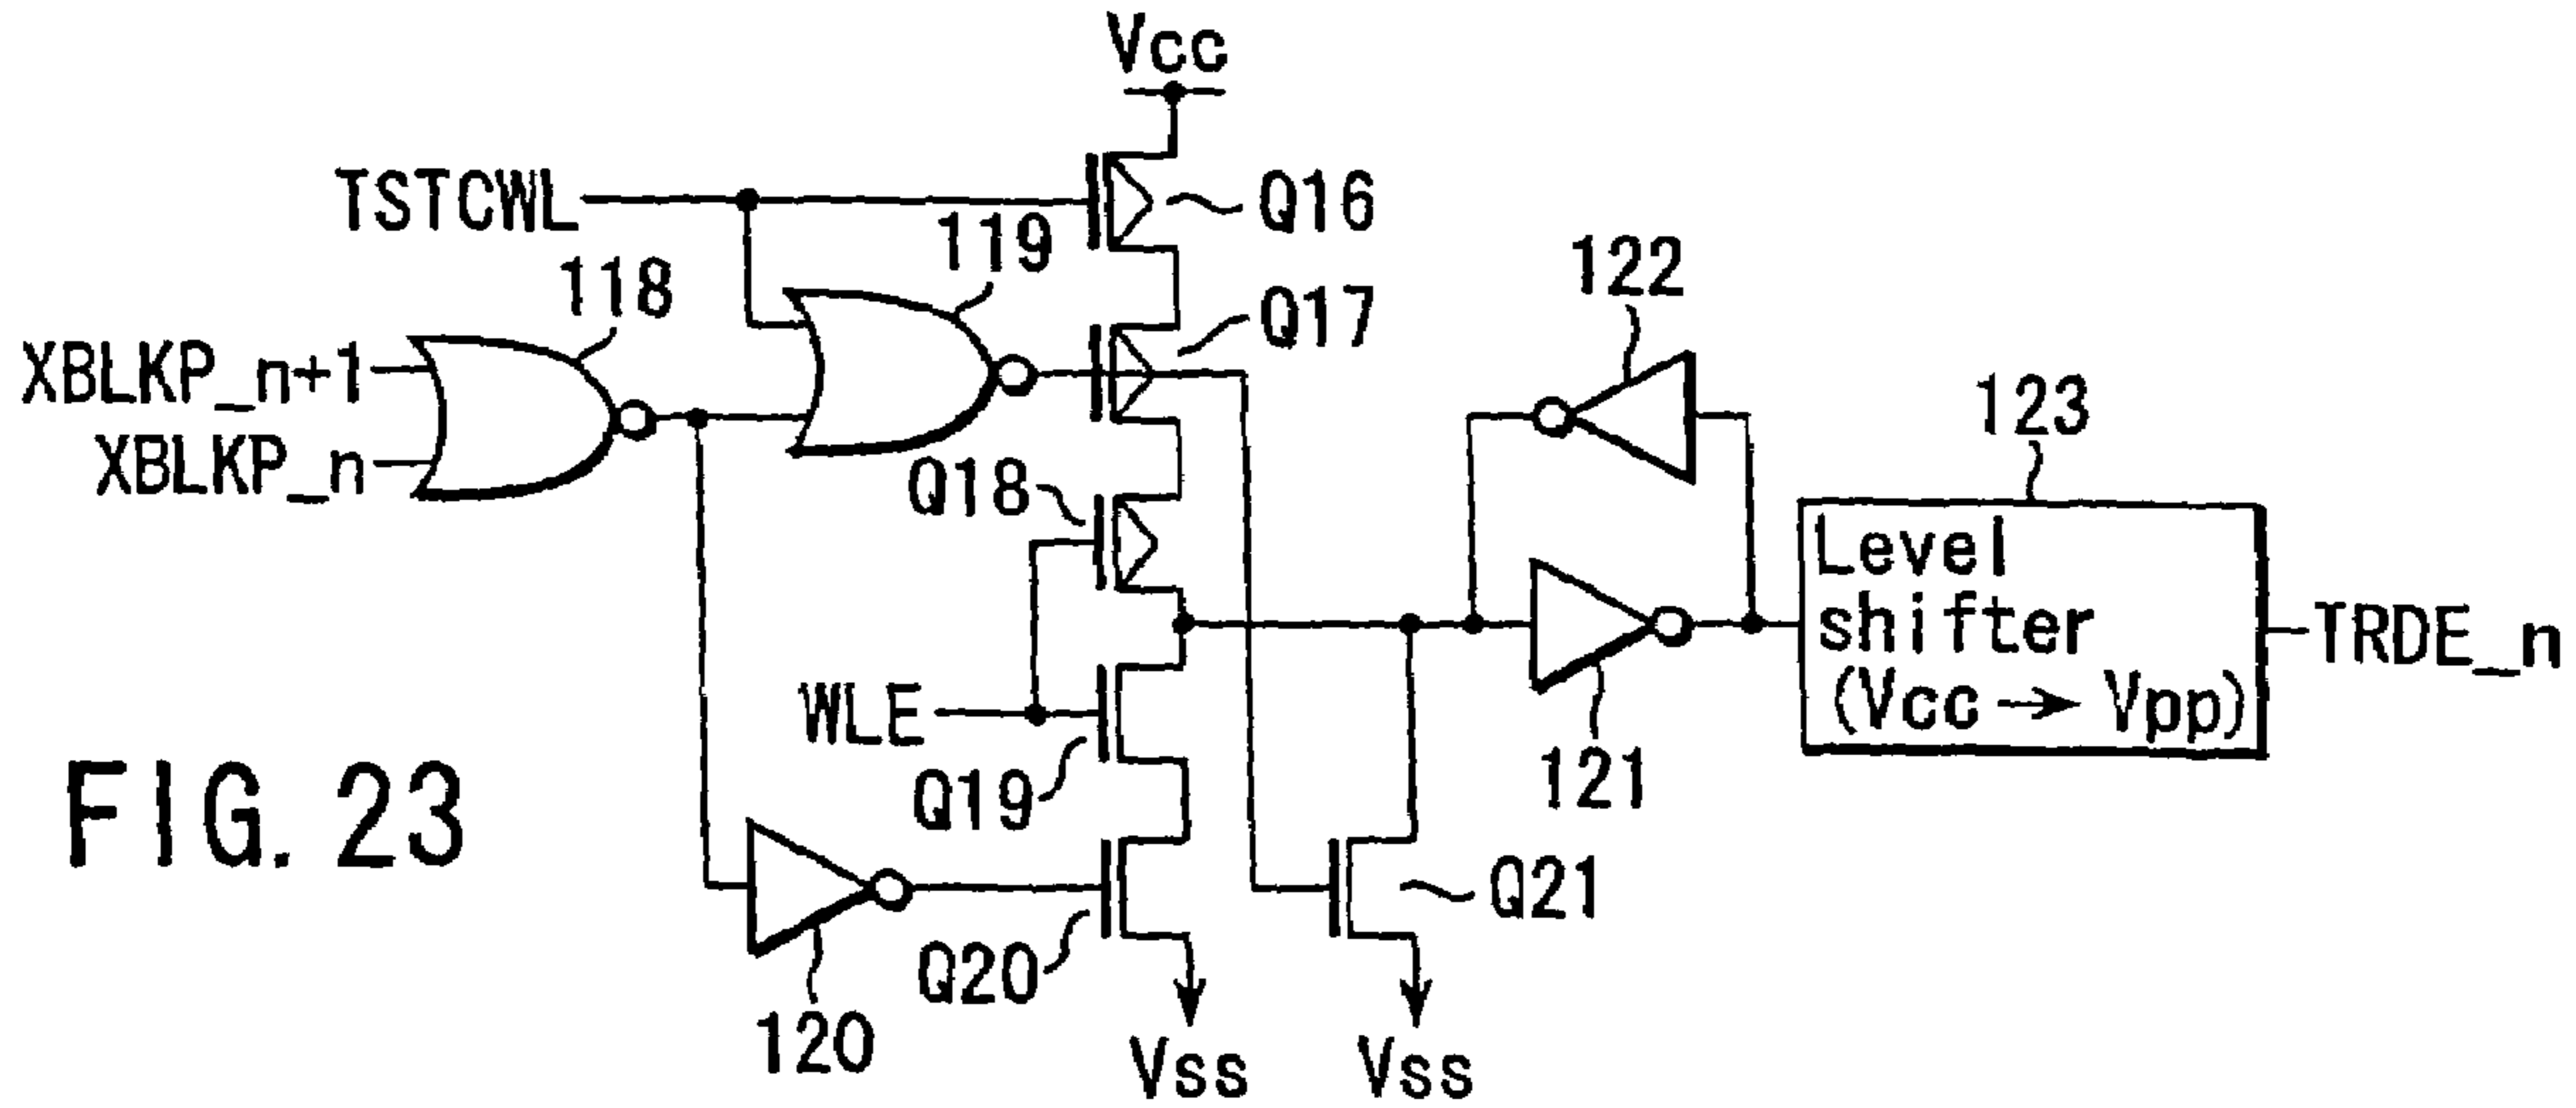 Vcc
TSTCWL
Q16
119
118
122
Q17
XBLKP_n+1
123
XBLKP_n
Q18
Level
shifter
(Vcc → Vpp)
TRDE_n
WLE
121
Q19
FIG. 23
Q21
Q20
120
Vss
Vss